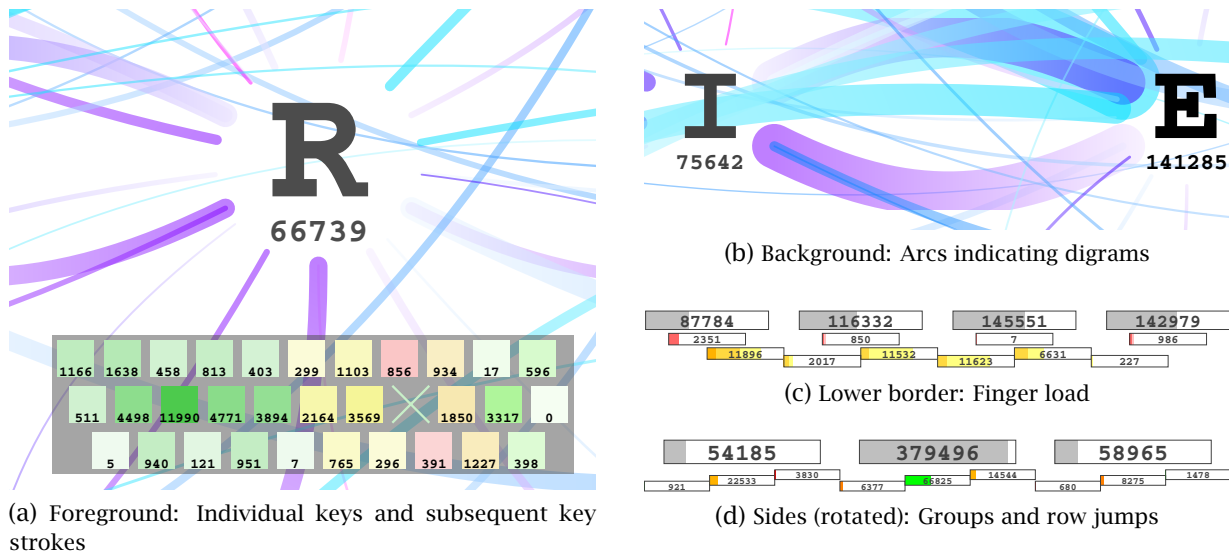 R
66739
1166 1638 458 813 403 299 1103 856 934 17 596
511 4498 11990 4771 3894 2164 3569 1850 3317 0
5 940 121 951 7 765 296 391 1227 398
(a) Foreground: Individual keys and subsequent key
strokes
I E
75642 141285
(b) Background: Arcs indicating digrams
87784 116332 145551 142979
2351 850 7 986
11896 2017 11532 11623 6631 227
(c) Lower border: Finger load
54185 379496 58965
921 22533 3830 6377 66825 14544 680 8275 1478
(d) Sides (rotated): Groups and row jumps